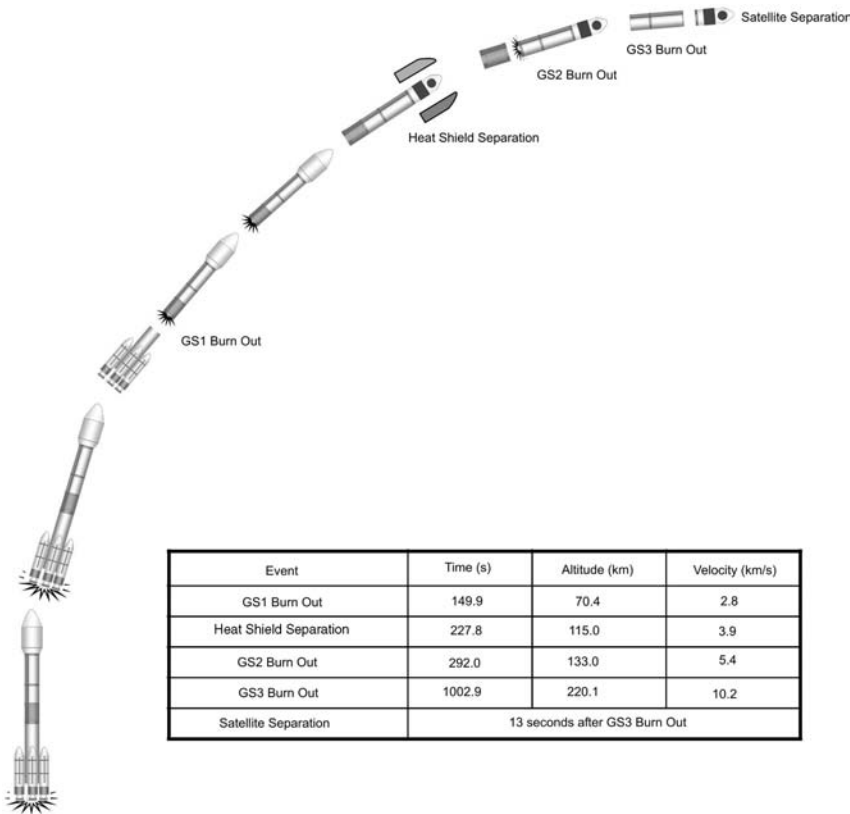 Satellite Separation
GS3 Burn Out
GS2 Burn Out
Heat Shield Separation
GS1 Burn Out
Event Time (s) Altitude (km) Velocity (km/s)
GS1 Burn Out 149.9 70.4 2.8
Heat Shield Separation 227.8 115.0 3.9
GS2 Burn Out 292.0 133.0 5.4
GS3 Burn Out 1002.9 220.1 10.2
Satellite Separation 13 seconds after GS3 Burn Out